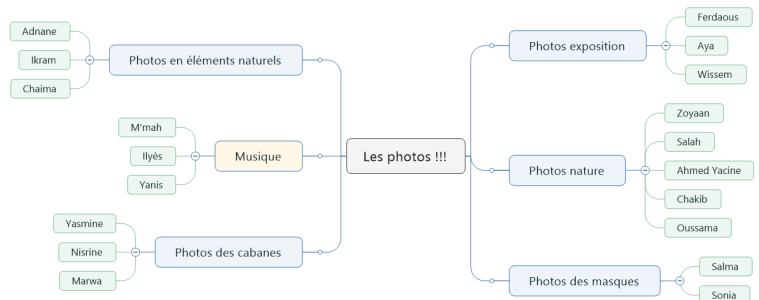 Les photos !!!
Photos en éléments naturels
Adnane
Ikram
Chaima
Musique
M'mah
Ilyès
Yanis
Photos des cabanes
Yasmine
Nisrine
Marwa
Photos exposition
Ferdaous
Aya
Wissem
Photos nature
Zoyaan
Salah
Ahmed Yacine
Chakib
Oussama
Photos des masques
Salma
Sonia